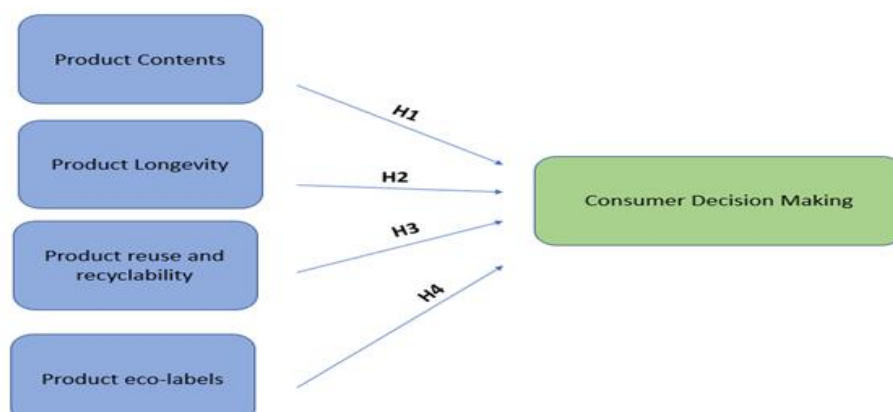 Product Contents
H1
Product Longevity
H2
Consumer Decision Making
Product reuse and
recyclability
H3
H4
Product eco-labels